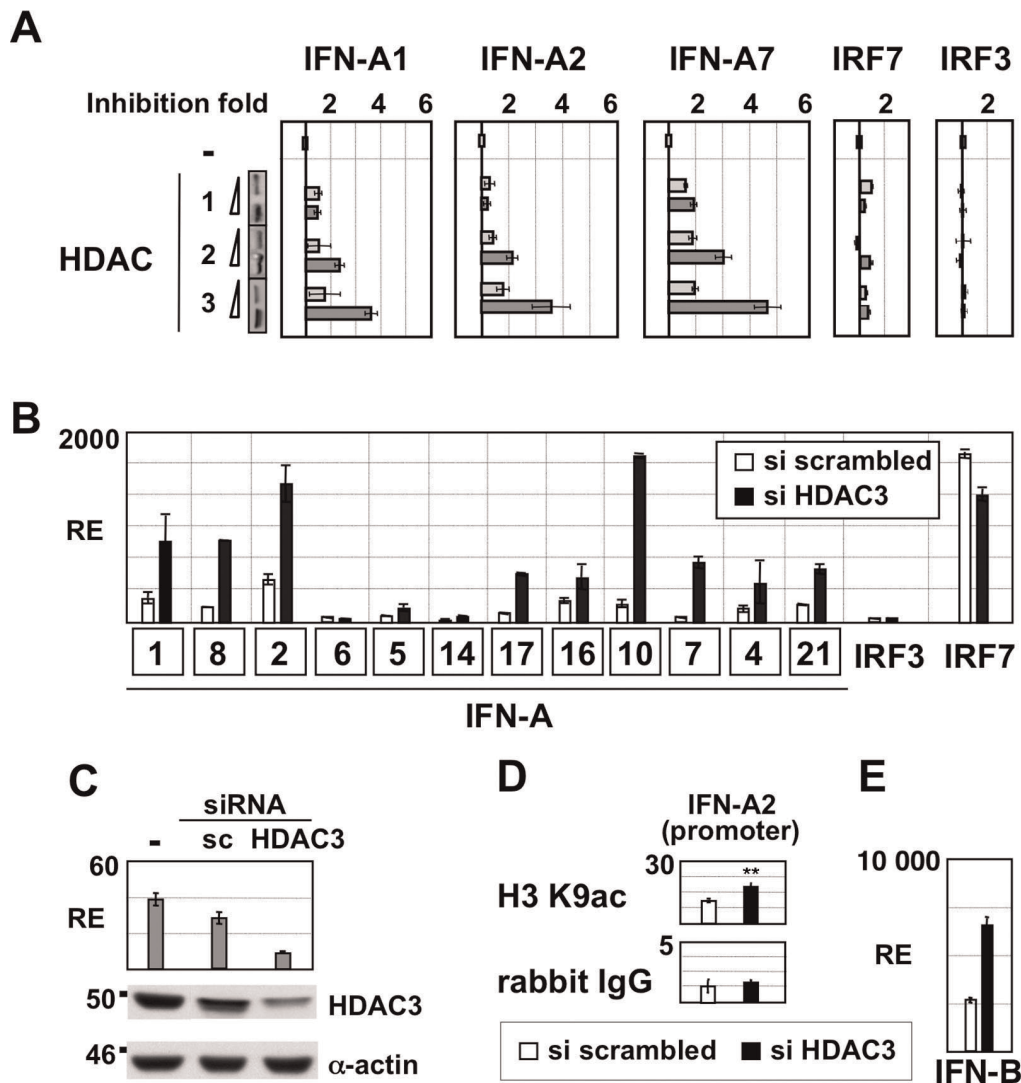 A
IFN-A1 IFN-A2 IFN-A7 IRF7 IRF3
Inhibition fold 2 4 6 2 4 6 2 4 6 2 2
-
1
HDAC 2
3
B
2000
si scrambled
si HDAC3
RE
1 8 2 6 5 14 17 16 10 7 4 21 IRF3 IRF7
IFN-A
C
siRNA
- sc HDAC3
60
RE
50 HDAC3
46 α-actin
D
IFN-A2
(promoter)
30
**
H3 K9ac
5
rabbit IgG
si scrambled si HDAC3
E
10 000
RE
IFN-B